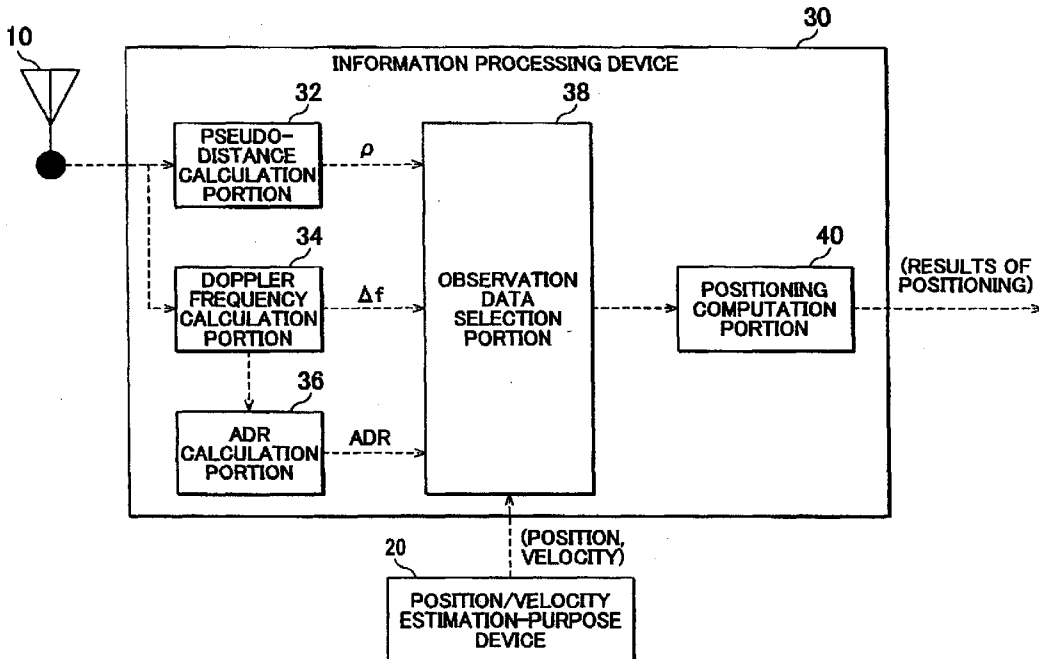 30
10
INFORMATION PROCESSING DEVICE
32
PSEUDO-
DISTANCE
CALCULATION
PORTION
ρ
38
OBSERVATION
DATA
SELECTION
PORTION
34
DOPPLER
FREQUENCY
CALCULATION
PORTION
Δf
40
POSITIONING
COMPUTATION
PORTION
(RESULTS OF
POSITIONING)
36
ADR
CALCULATION
PORTION
ADR
(POSITION,
VELOCITY)
20
POSITION/VELOCITY
ESTIMATION-PURPOSE
DEVICE